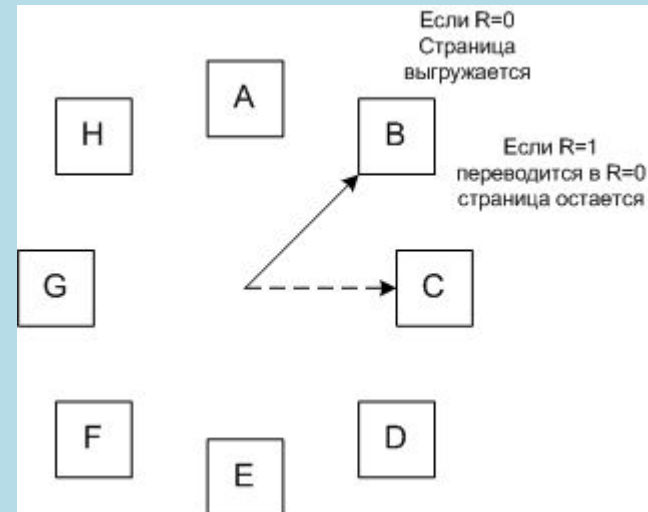 Если R=0
Страница
выгружается
A
H
B
Если R=1
переводится в R=0
страница остается
G
C
F
D
E